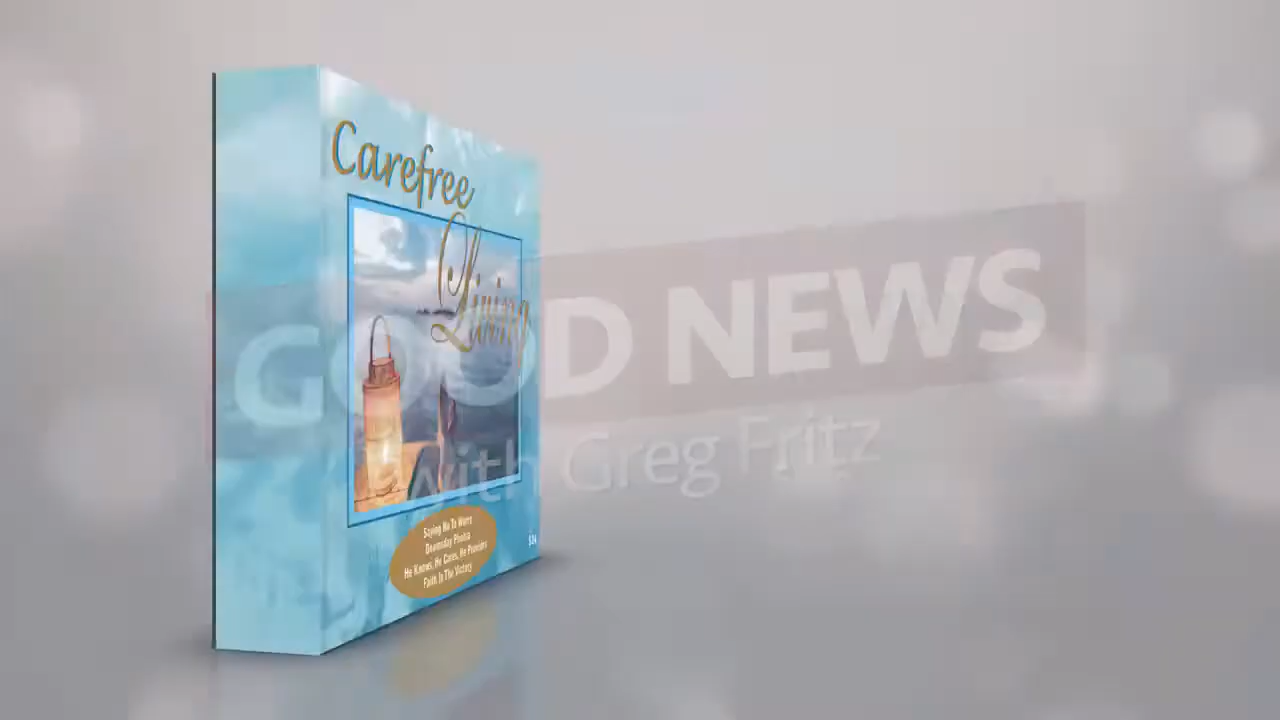 Carefree
Living
GOOD NEWS
with Greg Fritz
Saying No To Worry
Doomsday Phobia
He Knows, He Cares, He Provides
Faith Is The Victory